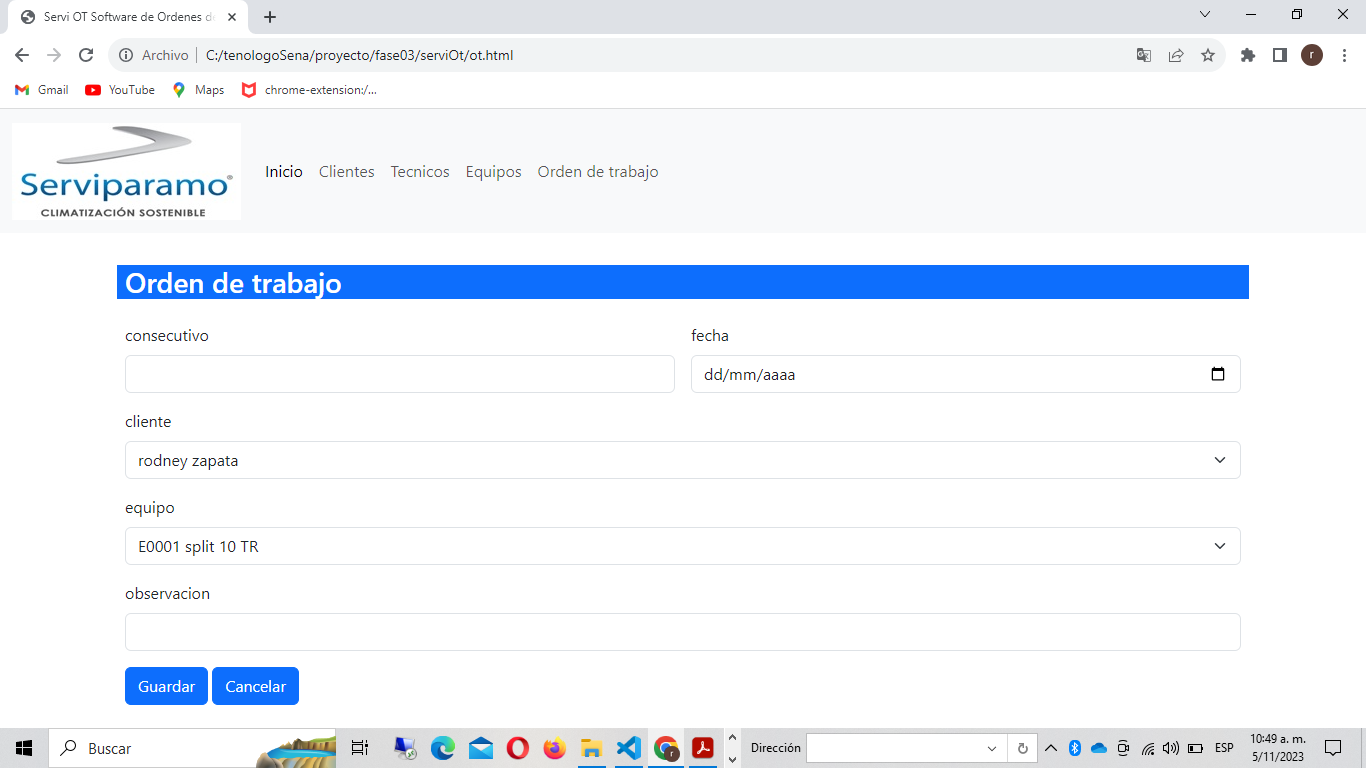 Servi OT Software de Ordenes de
Archivo C:/tenologoSena/proyecto/fase03/serviOt/ot.html
r
Gmail YouTube Maps chrome-extension:/...
Serviparamo®
CLIMATIZACIÓN SOSTENIBLE
Inicio Clientes Tecnicos Equipos Orden de trabajo
Orden de trabajo
consecutivo fecha
dd/mm/aaaa
cliente
rodney zapata
equipo
E0001 split 10 TR
observacion
Guardar Cancelar
Buscar Dirección ESP 10:49 a. m.
5/11/2023